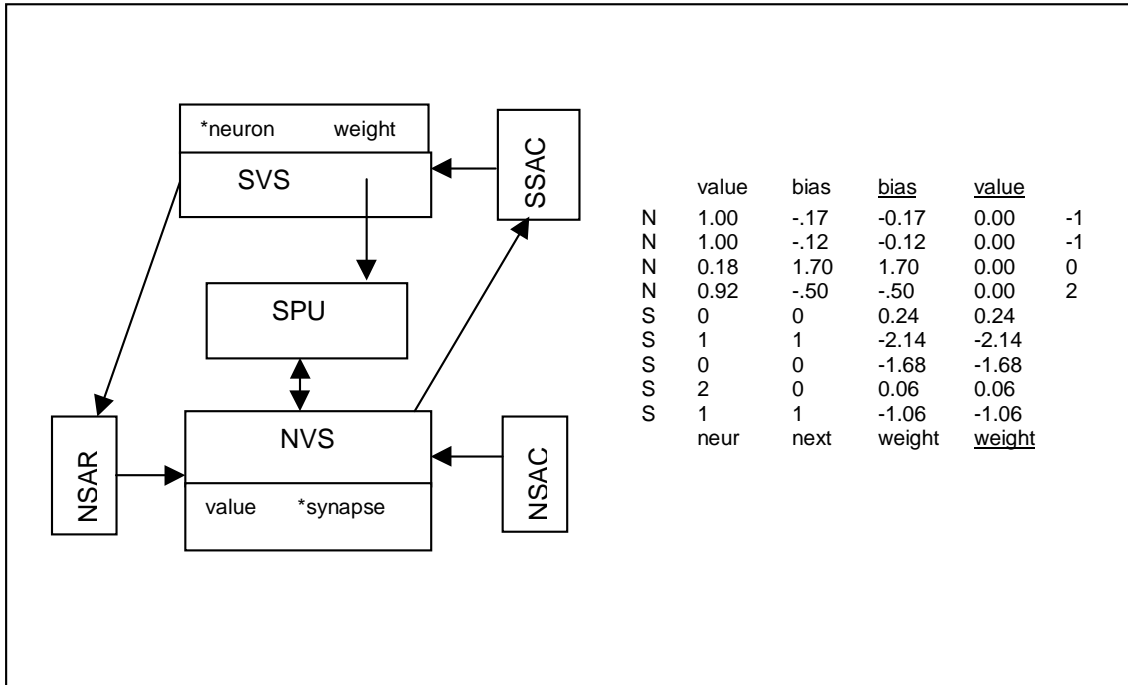 *neuron weight
SVS
SSAC
SPU
NVS
NSAR
NSAC
value *synapse
value bias bias value
N 1.00 -.17 -0.17 0.00 -1
N 1.00 -.12 -0.12 0.00 -1
N 0.18 1.70 1.70 0.00 0
N 0.92 -.50 -.50 0.00 2
S 0 0 0.24 0.24
S 1 1 -2.14 -2.14
S 0 0 -1.68 -1.68
S 2 0 0.06 0.06
S 1 1 -1.06 -1.06
neur next weight weight